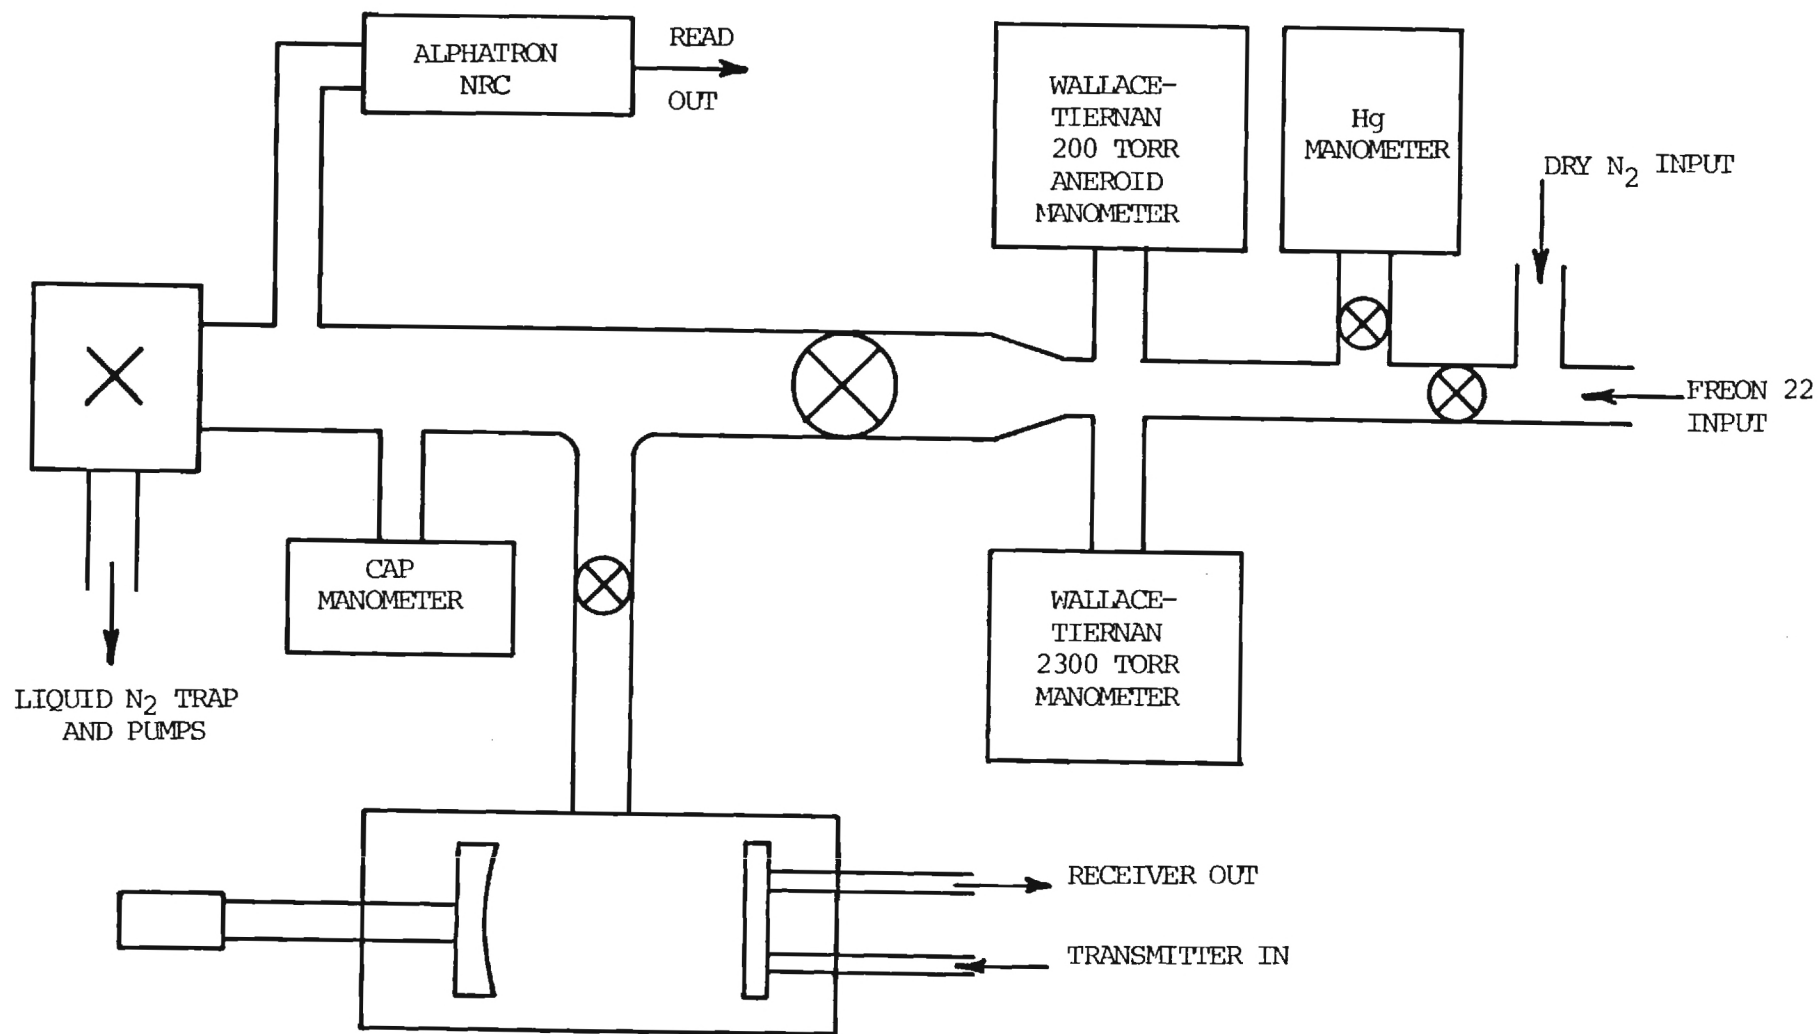 ALPHATRON
NRC
READ
OUT
WALLACE-
TIERNAN
200 TORR
ANEROID
MANOMETER
Hg
MANOMETER
DRY N2 INPUT
FREON 22
INPUT
CAP
MANOMETER
WALLACE-
TIERNAN
2300 TORR
MANOMETER
LIQUID N2 TRAP
AND PUMPS
RECEIVER OUT
TRANSMITTER IN